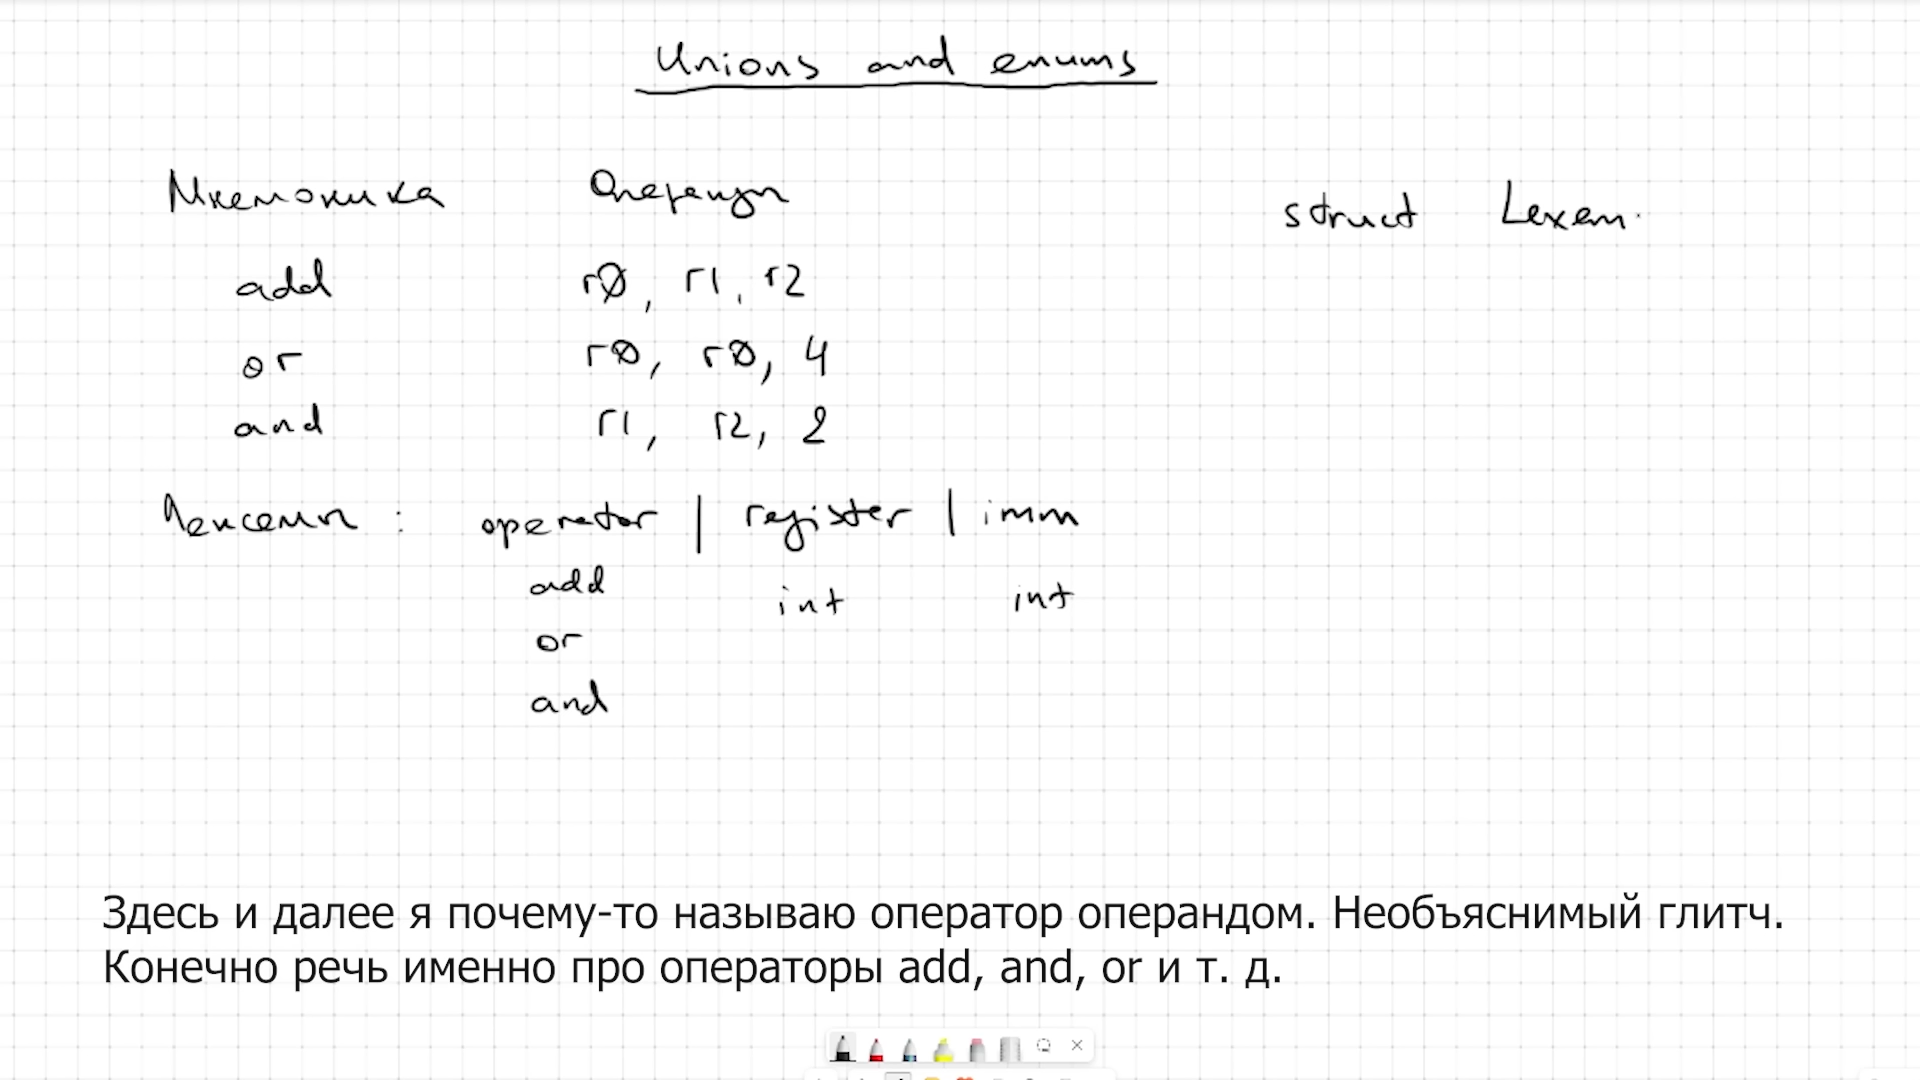 Unions and enums
Мнемоника Операнды
struct Lexem
add r0, r1, r2
or r0, r0, 4
and r1, r2, 2
Лексемы : operator | register | imm
add int int
or
and
Здесь и далее я почему-то называю оператор операндом. Необъяснимый глитч.
Конечно речь именно про операторы add, and, or и т. д.